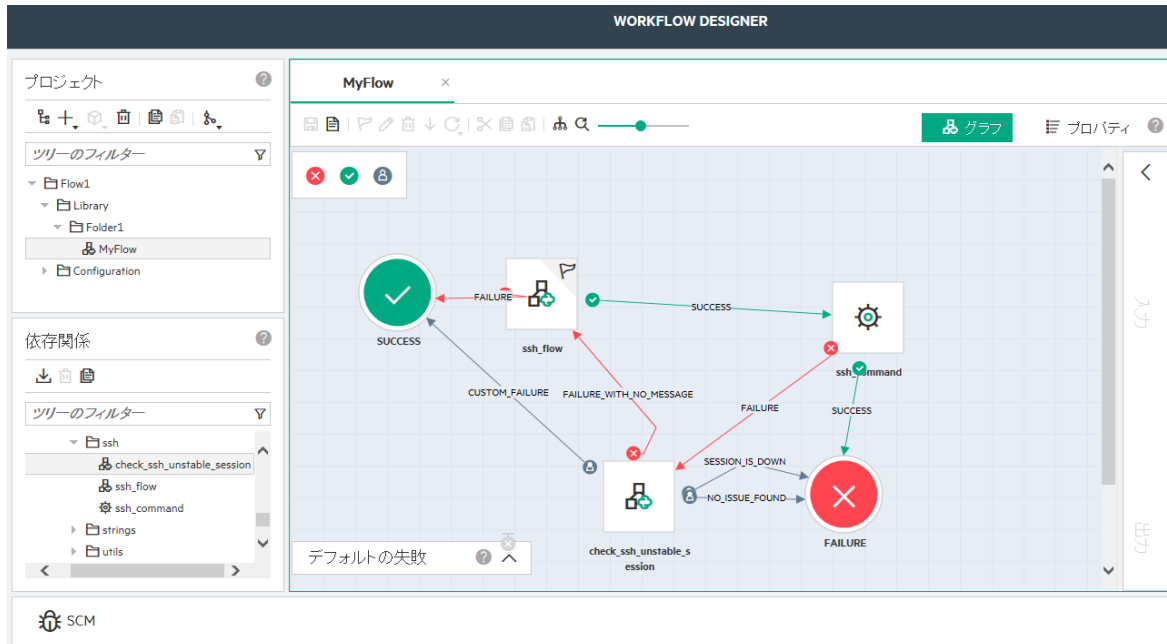 WORKFLOW DESIGNER
プロジェクト
ツリーのフィルター
Flow1
Library
Folder1
MyFlow
Configuration
依存関係
ツリーのフィルター
ssh
check_ssh_unstable_session
ssh_flow
ssh_command
strings
utils
MyFlow
グラフ
プロパティ
SUCCESS
FAILURE
ssh_flow
SUCCESS
ssh_command
CUSTOM_FAILURE
FAILURE_WITH_NO_MESSAGE
FAILURE
SUCCESS
SESSION_IS_DOWN
NO_ISSUE_FOUND
check_ssh_unstable_s
ession
FAILURE
デフォルトの失敗
入力
出力
SCM